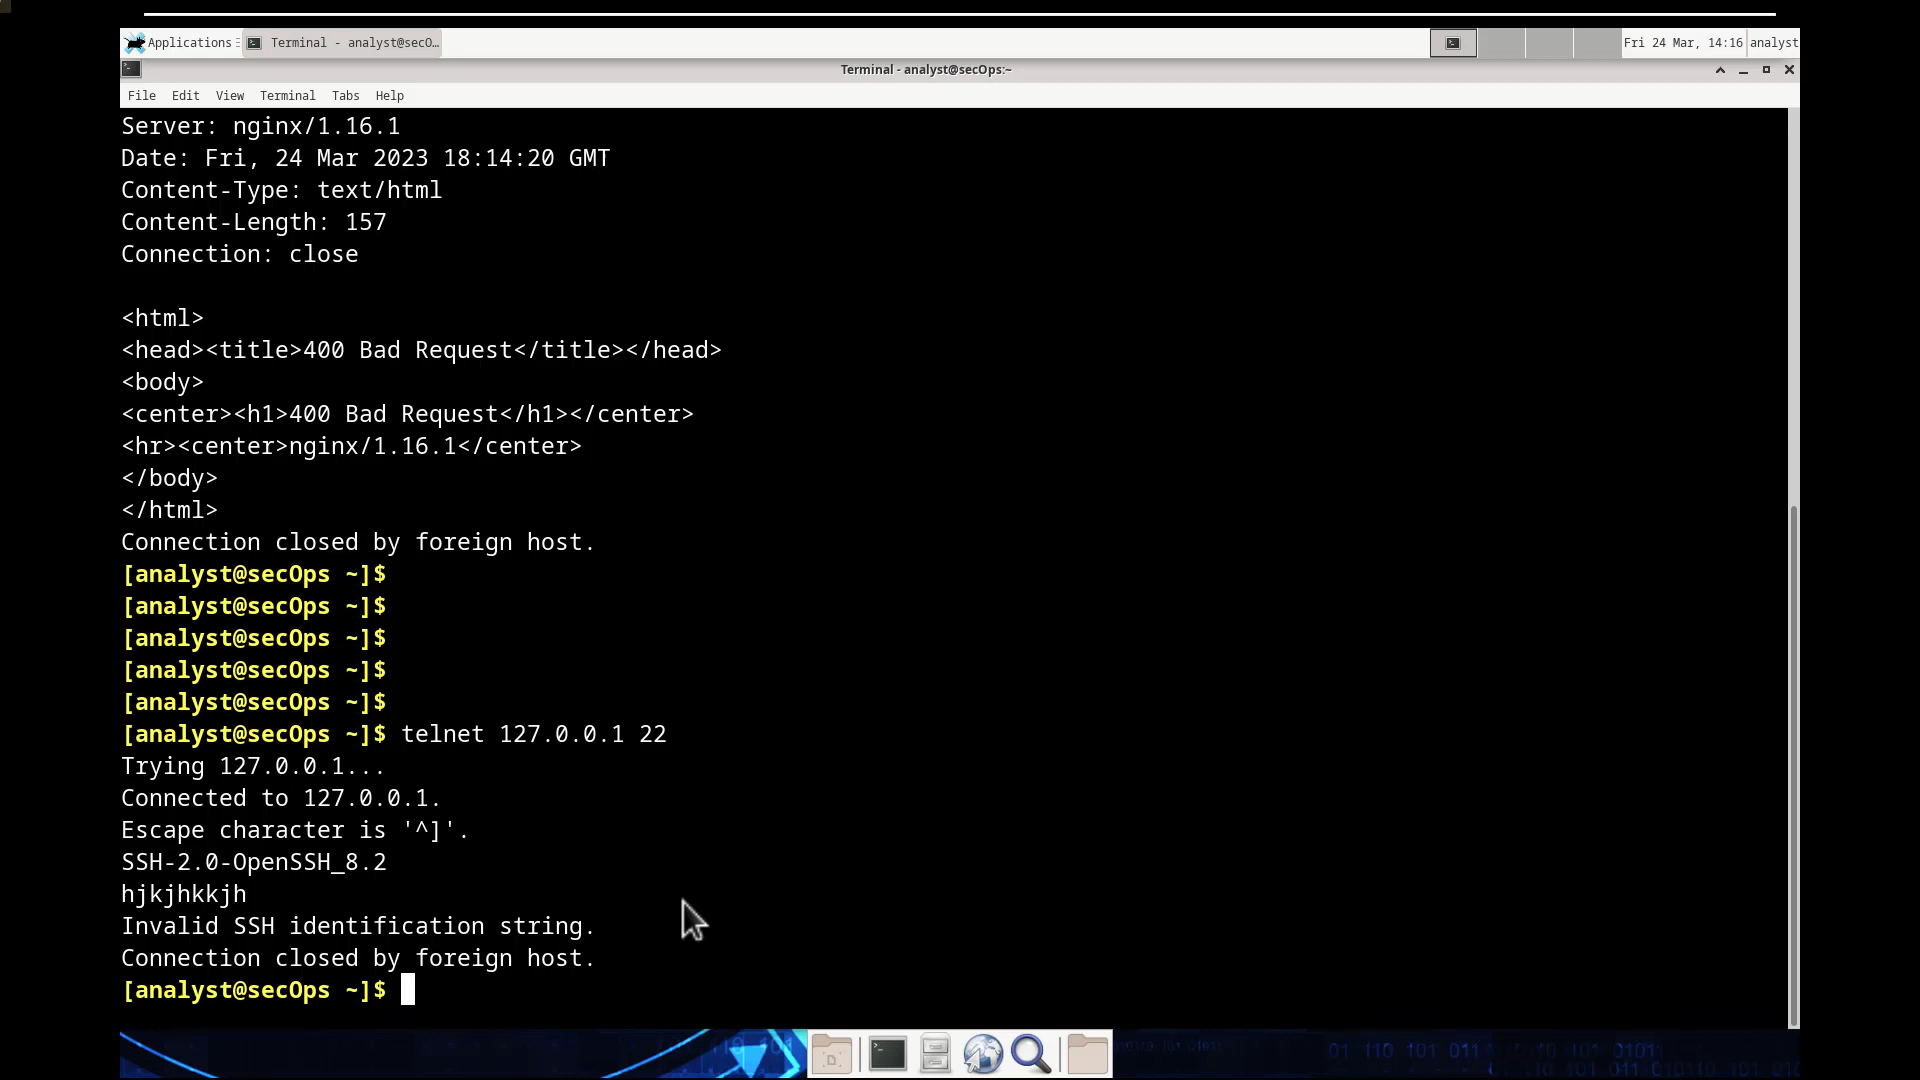 Applications
Terminal - analyst@secO...
Fri 24 Mar, 14:16
analyst
Terminal - analyst@secOps:~
File Edit View Terminal Tabs Help
Server: nginx/1.16.1
Date: Fri, 24 Mar 2023 18:14:20 GMT
Content-Type: text/html
Content-Length: 157
Connection: close
<html>
<head><title>400 Bad Request</title></head>
<body>
<center><h1>400 Bad Request</h1></center>
<hr><center>nginx/1.16.1</center>
</body>
</html>
Connection closed by foreign host.
[analyst@secOps ~]$
[analyst@secOps ~]$
[analyst@secOps ~]$
[analyst@secOps ~]$
[analyst@secOps ~]$
[analyst@secOps ~]$ telnet 127.0.0.1 22
Trying 127.0.0.1...
Connected to 127.0.0.1.
Escape character is '^]'.
SSH-2.0-OpenSSH_8.2
hjkjhkkjh
Invalid SSH identification string.
Connection closed by foreign host.
[analyst@secOps ~]$